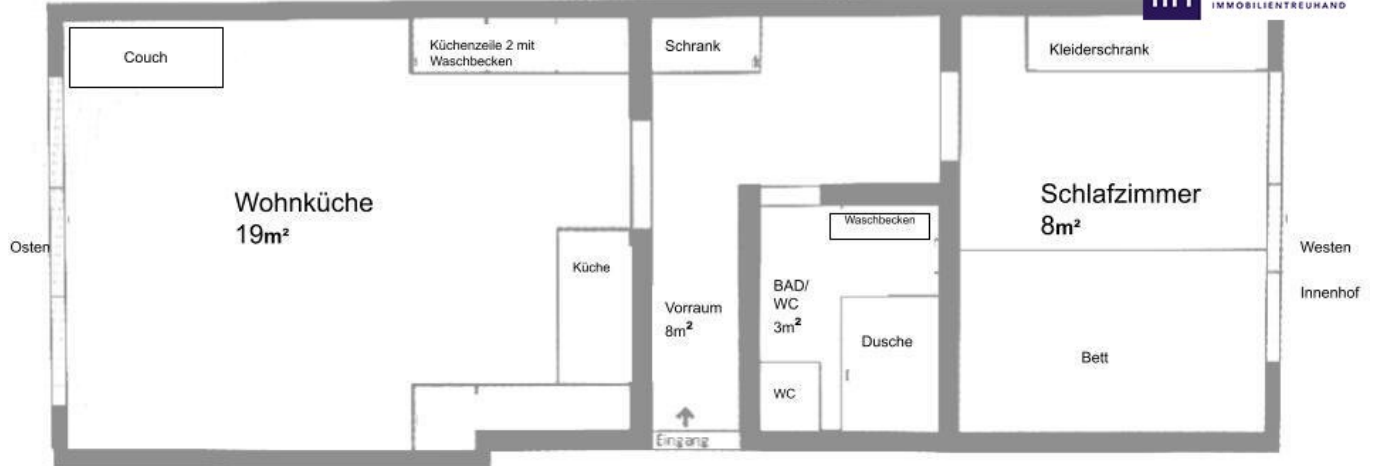 IMMOBILIENTREUHAND
Couch
Küchenzeile 2 mit
Waschbecken
Schrank
Kleiderschrank
Wohnküche
19m²
Osten
Küche
Vorraum
8m²
Eingang
Waschbecken
BAD/
WC
3m²
Dusche
WC
Schlafzimmer
8m²
Bett
Westen
Innenhof